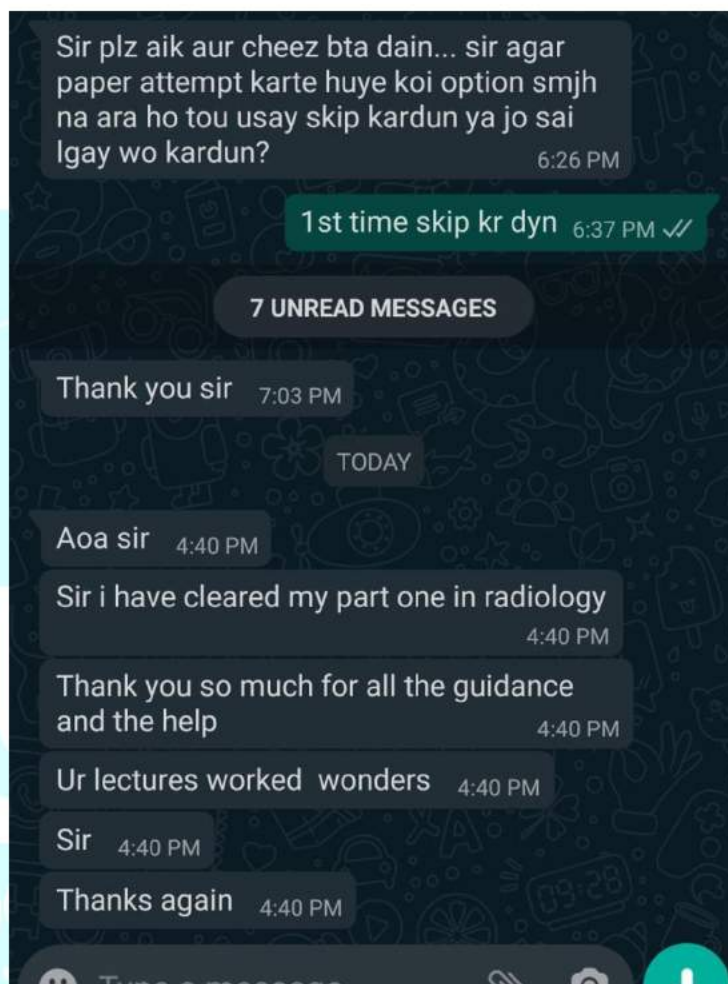 Sir plz aik aur cheez bta dain... sir agar
paper attempt karte huye koi option smjh
na ara ho tou usay skip kardun ya jo sai
lgay wo kardun?
6:26 PM
1st time skip kr dyn 6:37 PM
7 UNREAD MESSAGES
Thank you sir 7:03 PM
TODAY
Aoa sir 4:40 PM
Sir i have cleared my part one in radiology
4:40 PM
Thank you so much for all the guidance
and the help 4:40 PM
Ur lectures worked wonders 4:40 PM
Sir 4:40 PM
Thanks again 4:40 PM
Type a message